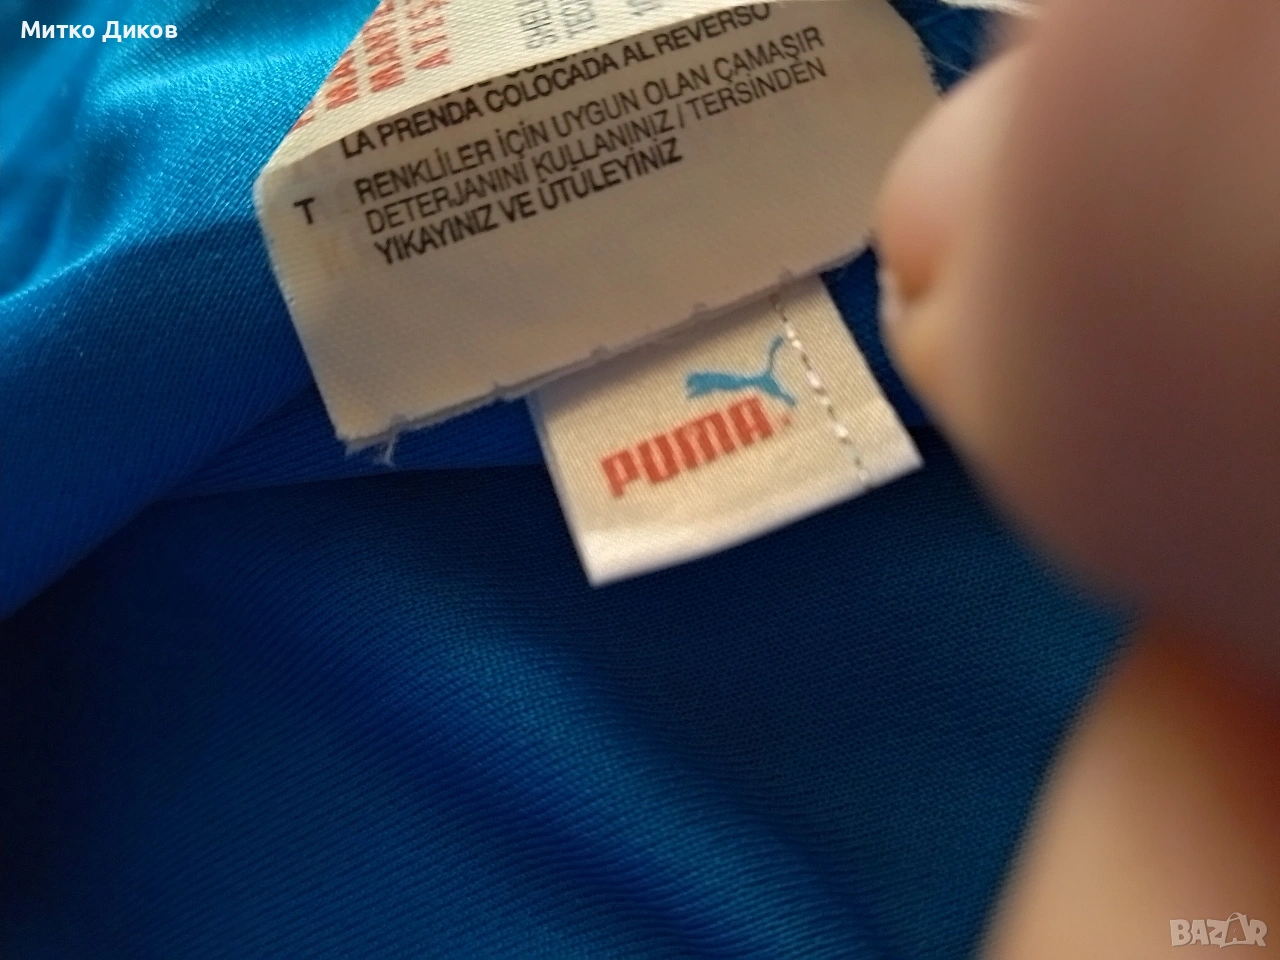 Митко Диков
LA PRENDA COLOCADA AL REVERSO
T RENKLİLER İÇİN UYGUN OLAN ÇAMAŞIR
DETERJANINI KULLANINIZ / TERSİNDEN
YIKAYINIZ VE ÜTÜLEYİNİZ
PUMA
BAZAR